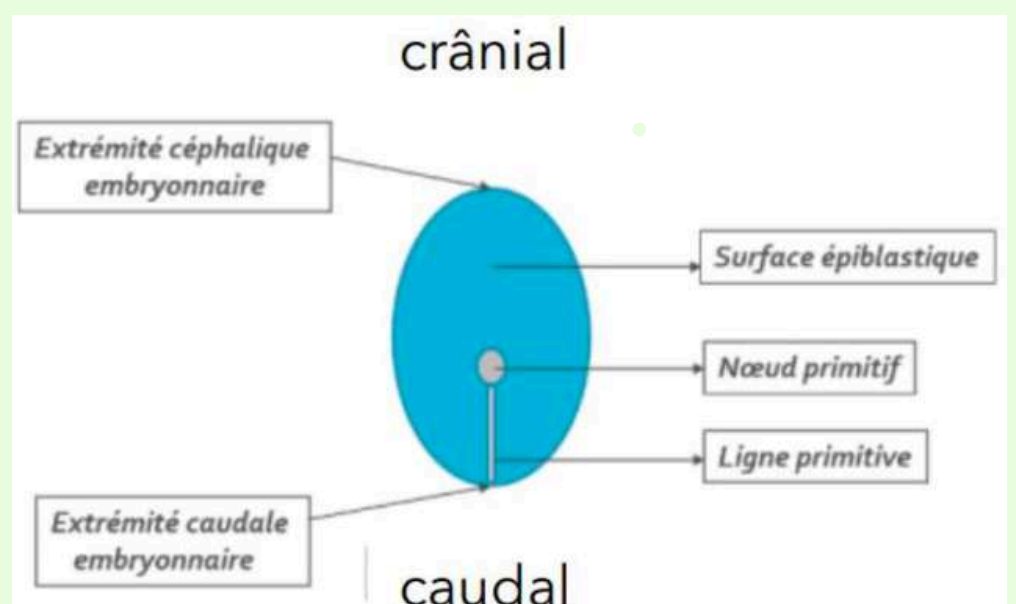 crânial
Extrémité céphalique
embryonnaire
Surface épiblastique
Nœud primitif
Ligne primitive
Extrémité caudale
embryonnaire
caudal